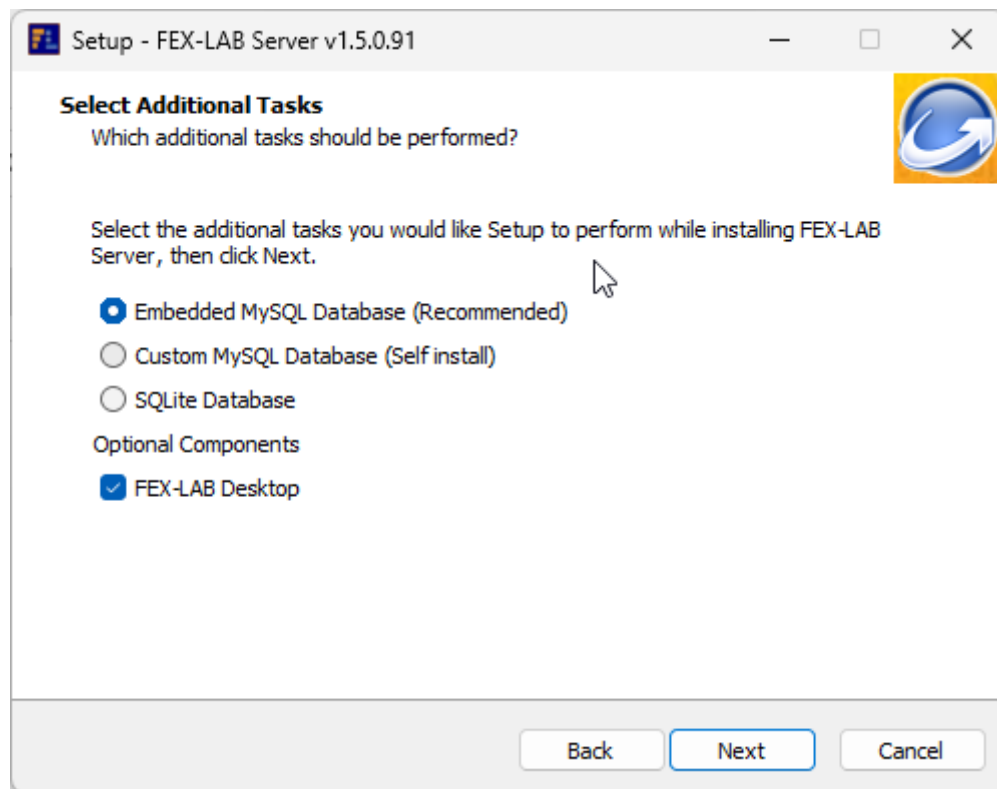 Setup - FEX-LAB Server v1.5.0.91
Select Additional Tasks
Which additional tasks should be performed?
Select the additional tasks you would like Setup to perform while installing FEX-LAB
Server, then click Next.
Embedded MySQL Database (Recommended)
Custom MySQL Database (Self install)
SQLite Database
Optional Components
FEX-LAB Desktop
Back
Next
Cancel